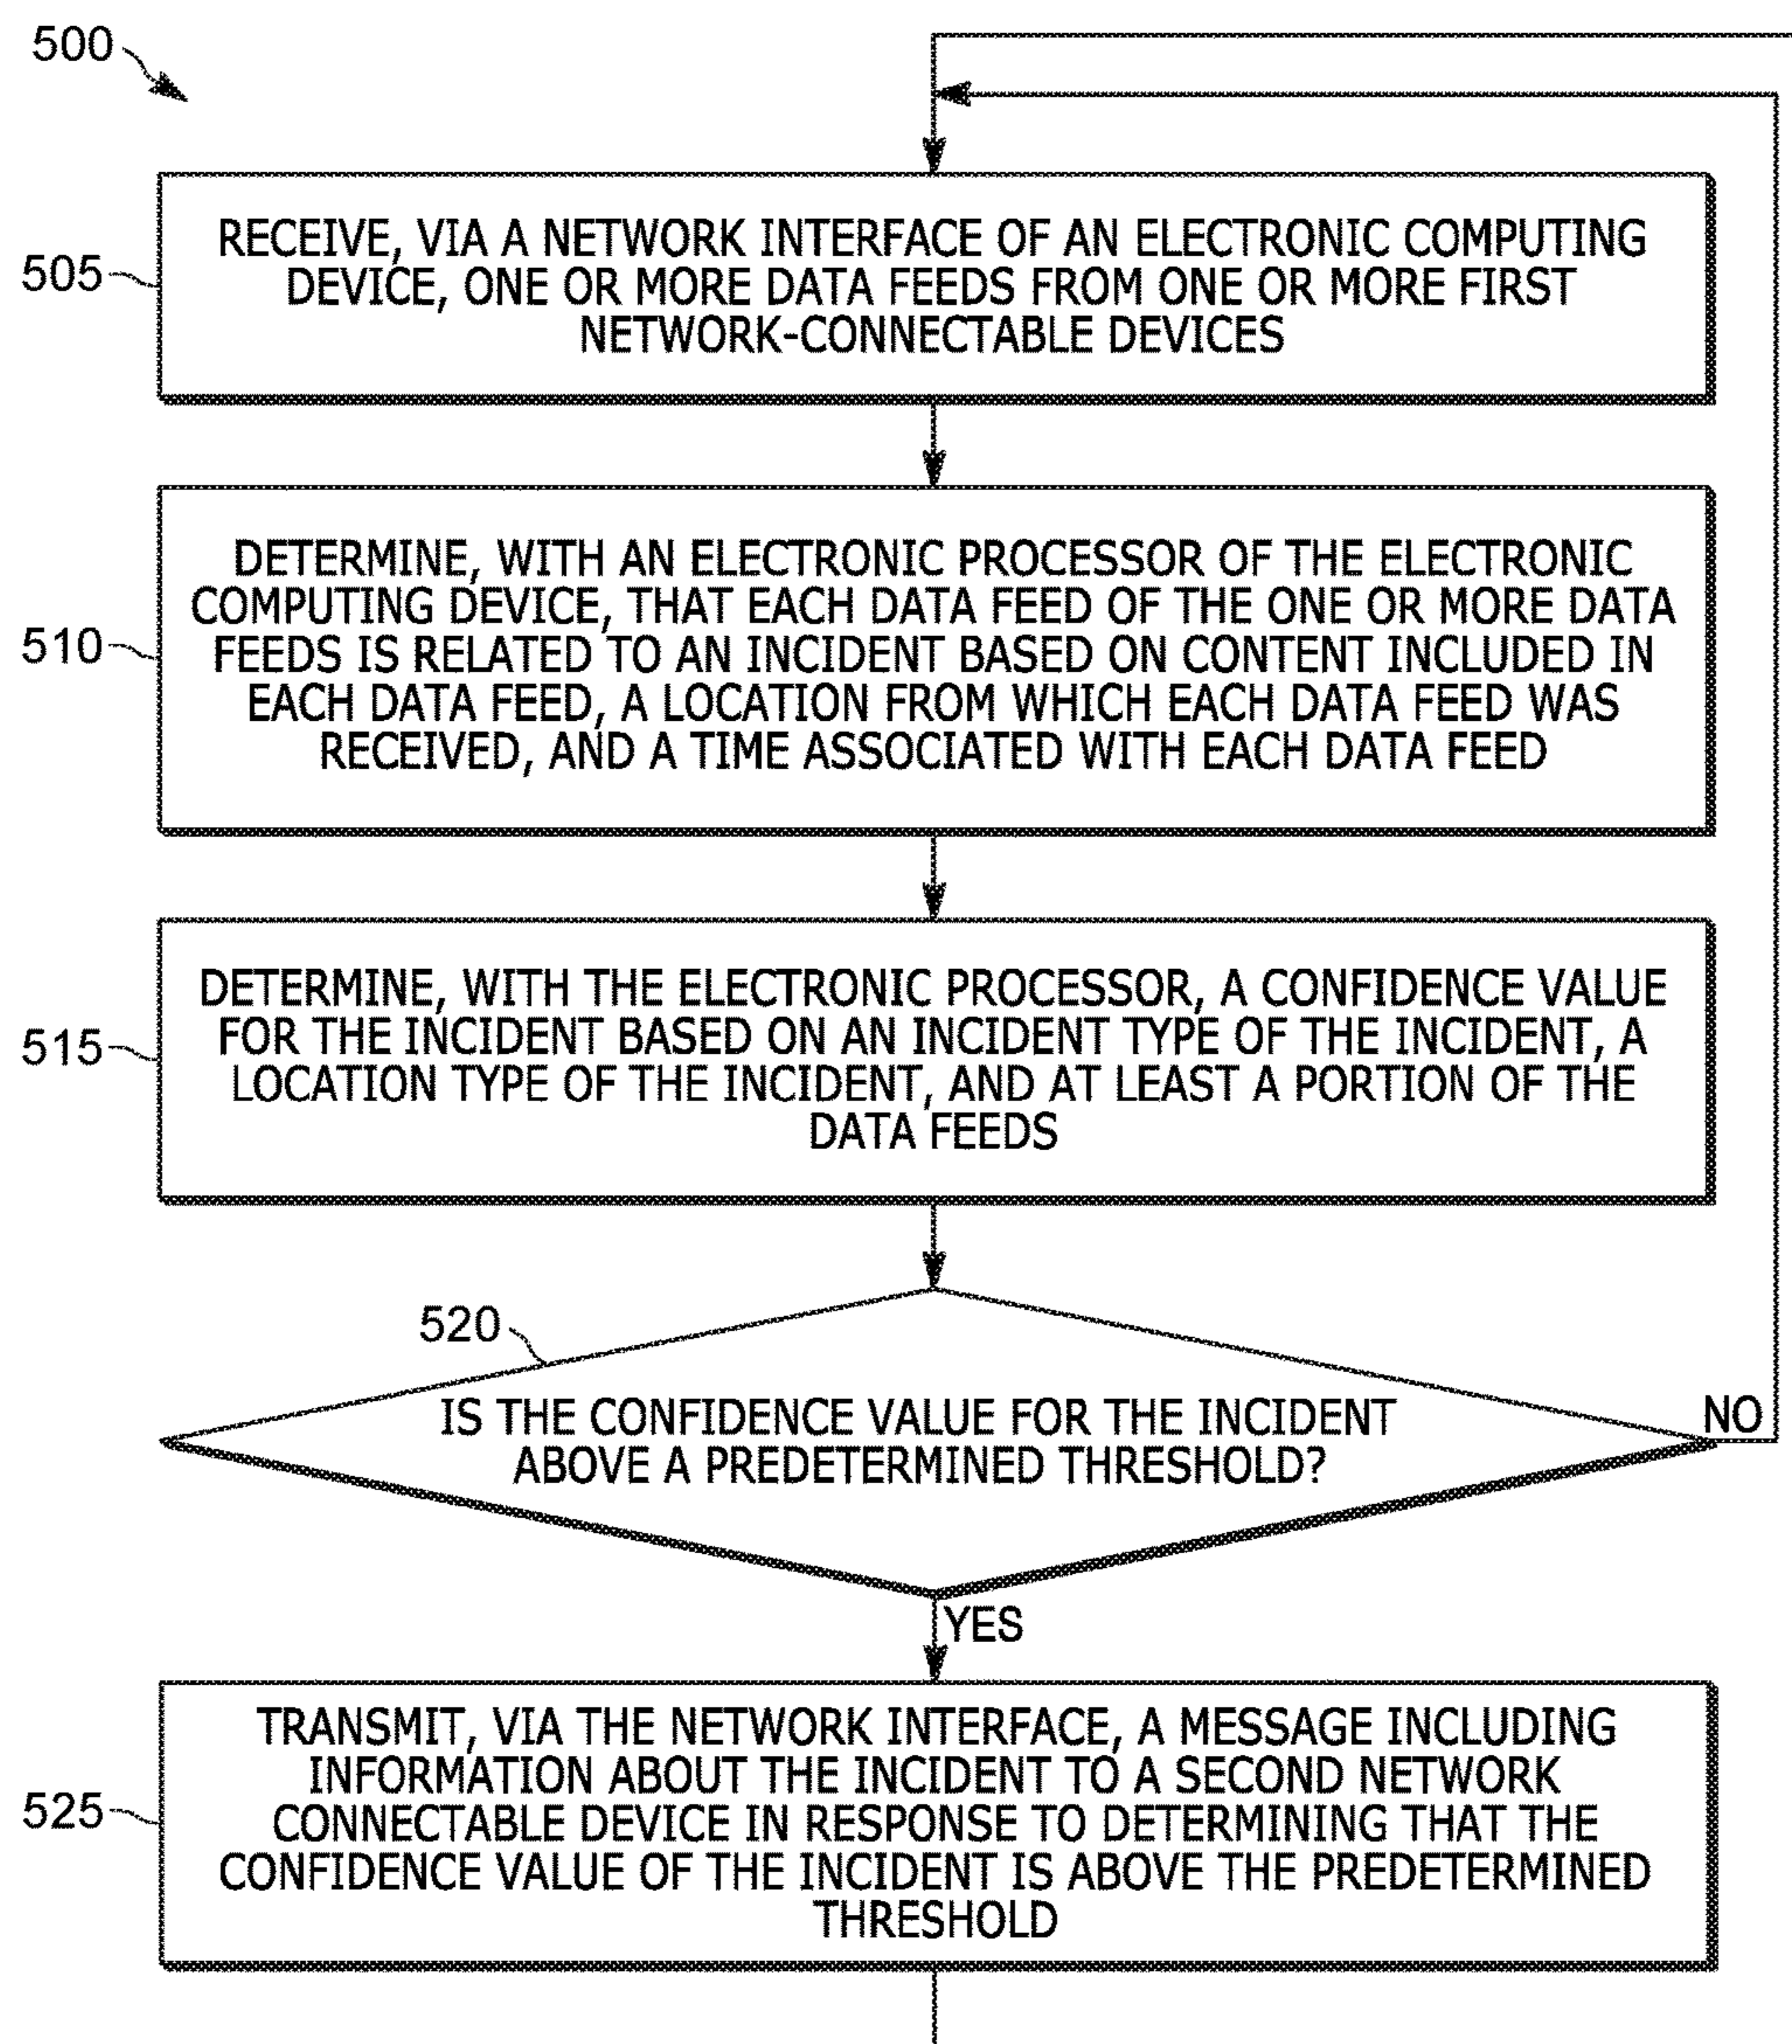 500
505
RECEIVE, VIA A NETWORK INTERFACE OF AN ELECTRONIC COMPUTING
DEVICE, ONE OR MORE DATA FEEDS FROM ONE OR MORE FIRST
NETWORK-CONNECTABLE DEVICES
510
DETERMINE, WITH AN ELECTRONIC PROCESSOR OF THE ELECTRONIC
COMPUTING DEVICE, THAT EACH DATA FEED OF THE ONE OR MORE DATA
FEEDS IS RELATED TO AN INCIDENT BASED ON CONTENT INCLUDED IN
EACH DATA FEED, A LOCATION FROM WHICH EACH DATA FEED WAS
RECEIVED, AND A TIME ASSOCIATED WITH EACH DATA FEED
515
DETERMINE, WITH THE ELECTRONIC PROCESSOR, A CONFIDENCE VALUE
FOR THE INCIDENT BASED ON AN INCIDENT TYPE OF THE INCIDENT, A
LOCATION TYPE OF THE INCIDENT, AND AT LEAST A PORTION OF THE
DATA FEEDS
520
IS THE CONFIDENCE VALUE FOR THE INCIDENT
ABOVE A PREDETERMINED THRESHOLD?
NO
YES
525
TRANSMIT, VIA THE NETWORK INTERFACE, A MESSAGE INCLUDING
INFORMATION ABOUT THE INCIDENT TO A SECOND NETWORK
CONNECTABLE DEVICE IN RESPONSE TO DETERMINING THAT THE
CONFIDENCE VALUE OF THE INCIDENT IS ABOVE THE PREDETERMINED
THRESHOLD